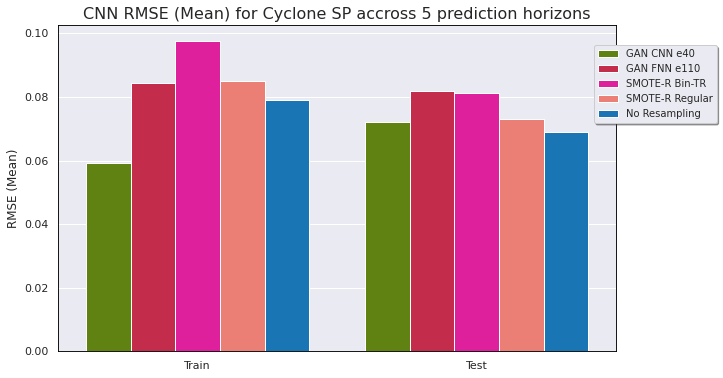 CNN RMSE (Mean) for Cyclone SP accross 5 prediction horizons
0.10
0.08
0.06
0.04
0.02
0.00
RMSE (Mean)
Train
Test
GAN CNN e40
GAN FNN e110
SMOTE-R Bin-TR
SMOTE-R Regular
No Resampling